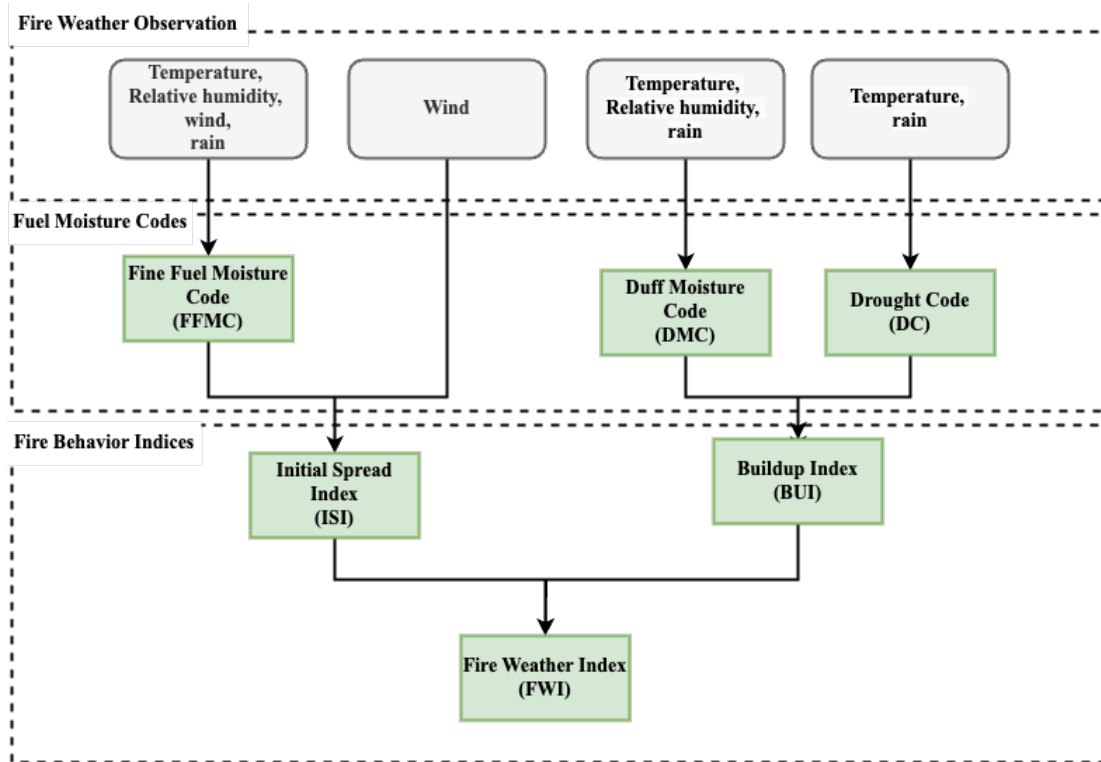 Fire Weather Observation
Temperature,
Relative humidity,
wind,
rain
Wind
Temperature,
Relative humidity,
rain
Temperature,
rain
Fuel Moisture Codes
Fine Fuel Moisture
Code
(FFMC)
Duff Moisture
Code
(DMC)
Drought Code
(DC)
Fire Behavior Indices
Initial Spread
Index
(ISI)
Buildup Index
(BUI)
Fire Weather Index
(FWI)